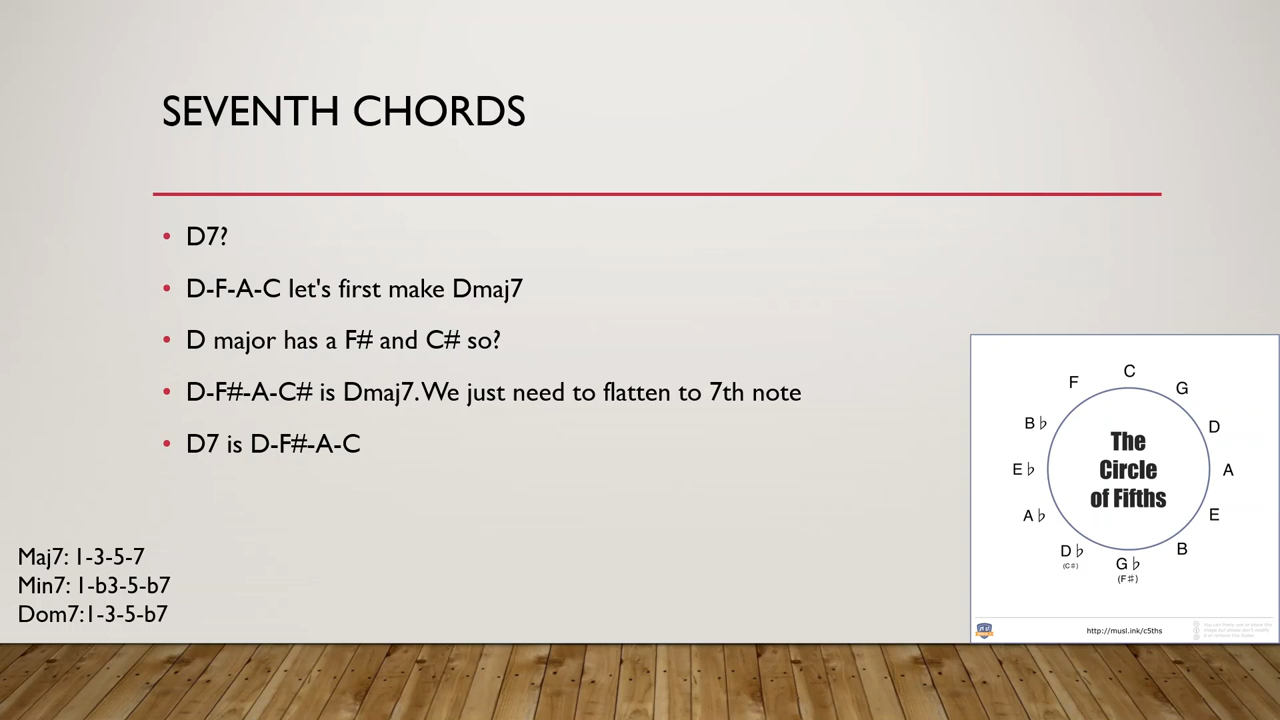 SEVENTH CHORDS
D7?
D-F-A-C let's first make Dmaj7
D major has a F# and C# so?
D-F#-A-C# is Dmaj7. We just need to flatten to 7th note
D7 is D-F#-A-C
Maj7: 1-3-5-7
Min7: 1-b3-5-b7
Dom7:1-3-5-b7
C
F
G
B♭
D
The
Circle
of Fifths
E♭
A
A♭
E
D♭
(C#)
B
G♭
(F#)
http://musl.ink/c5ths